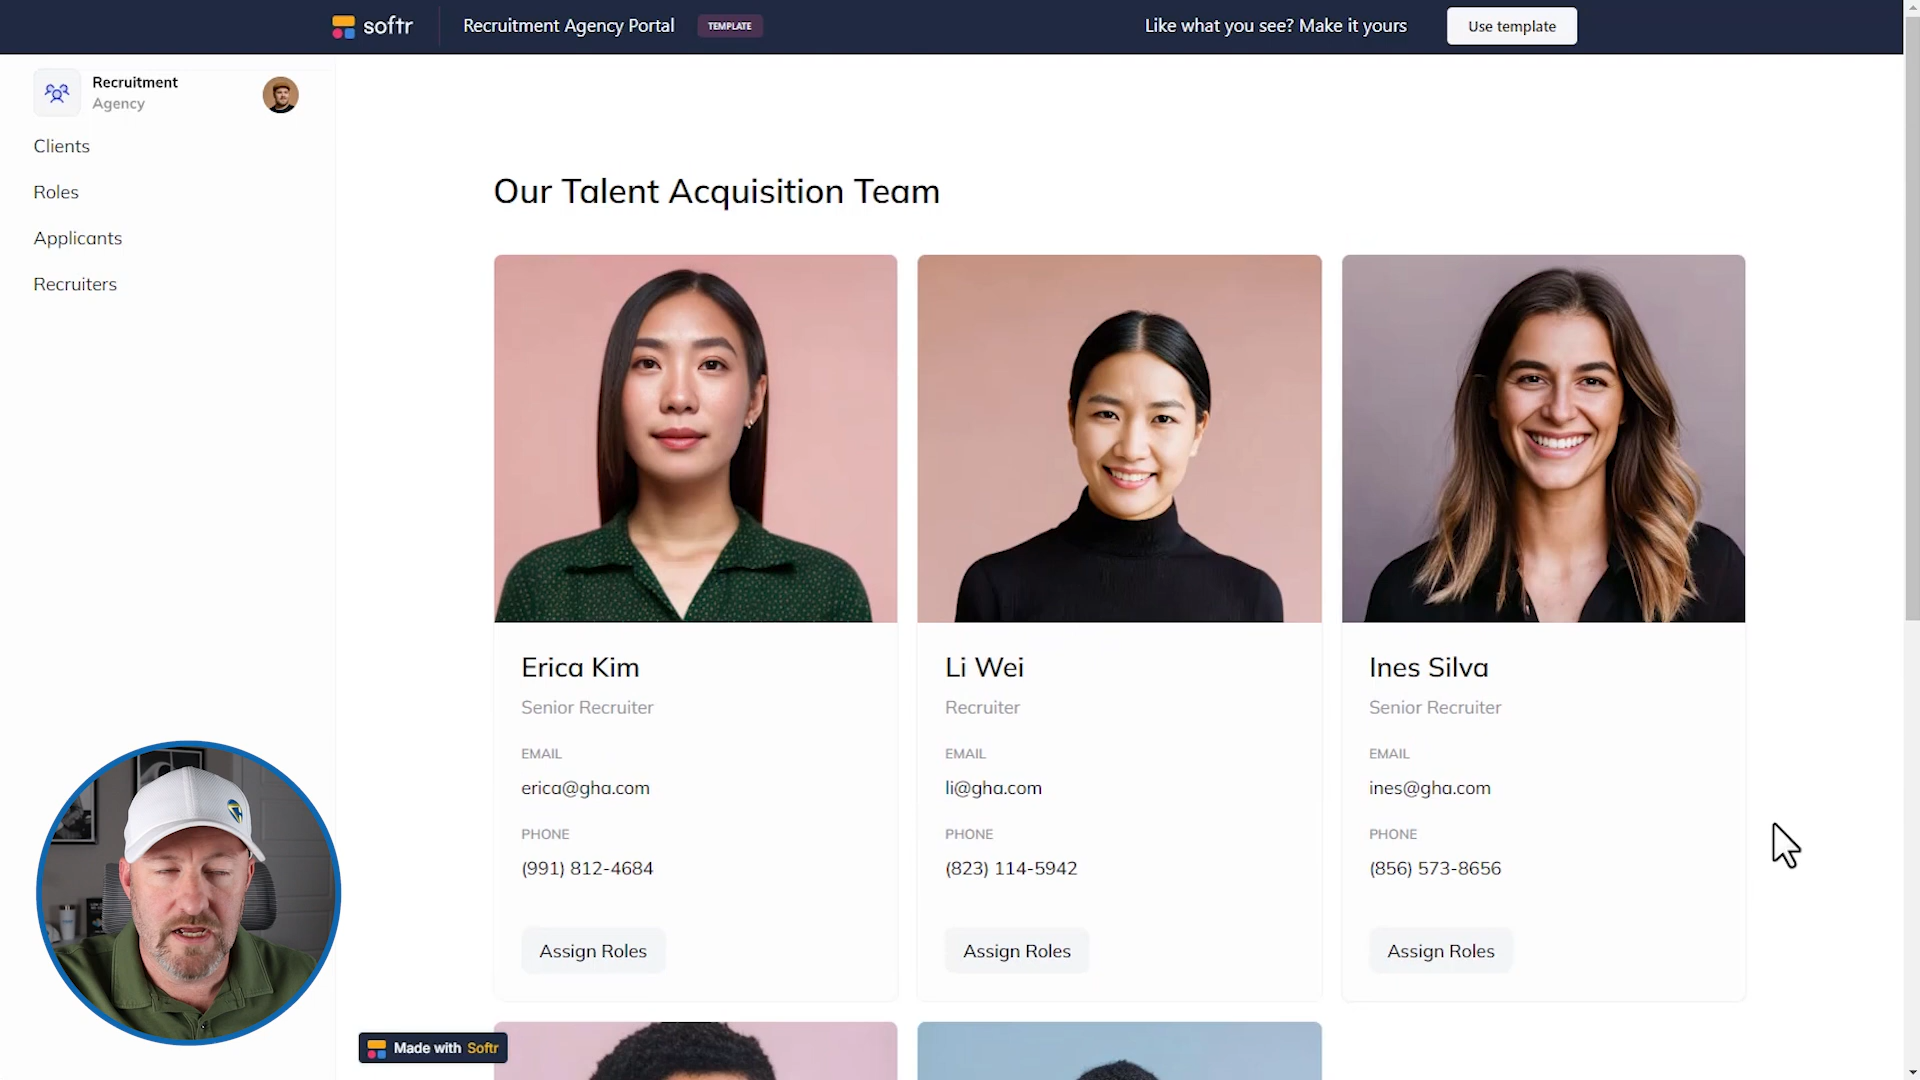 softr
Recruitment Agency Portal
TEMPLATE
Like what you see? Make it yours
Use template
Recruitment
Agency
Clients
Roles
Applicants
Recruiters
Our Talent Acquisition Team
Erica Kim
Senior Recruiter
EMAIL
erica@gha.com
PHONE
(991) 812-4684
Assign Roles
Li Wei
Recruiter
EMAIL
li@gha.com
PHONE
(823) 114-5942
Assign Roles
Ines Silva
Senior Recruiter
EMAIL
ines@gha.com
PHONE
(856) 573-8656
Assign Roles
Made with Softr